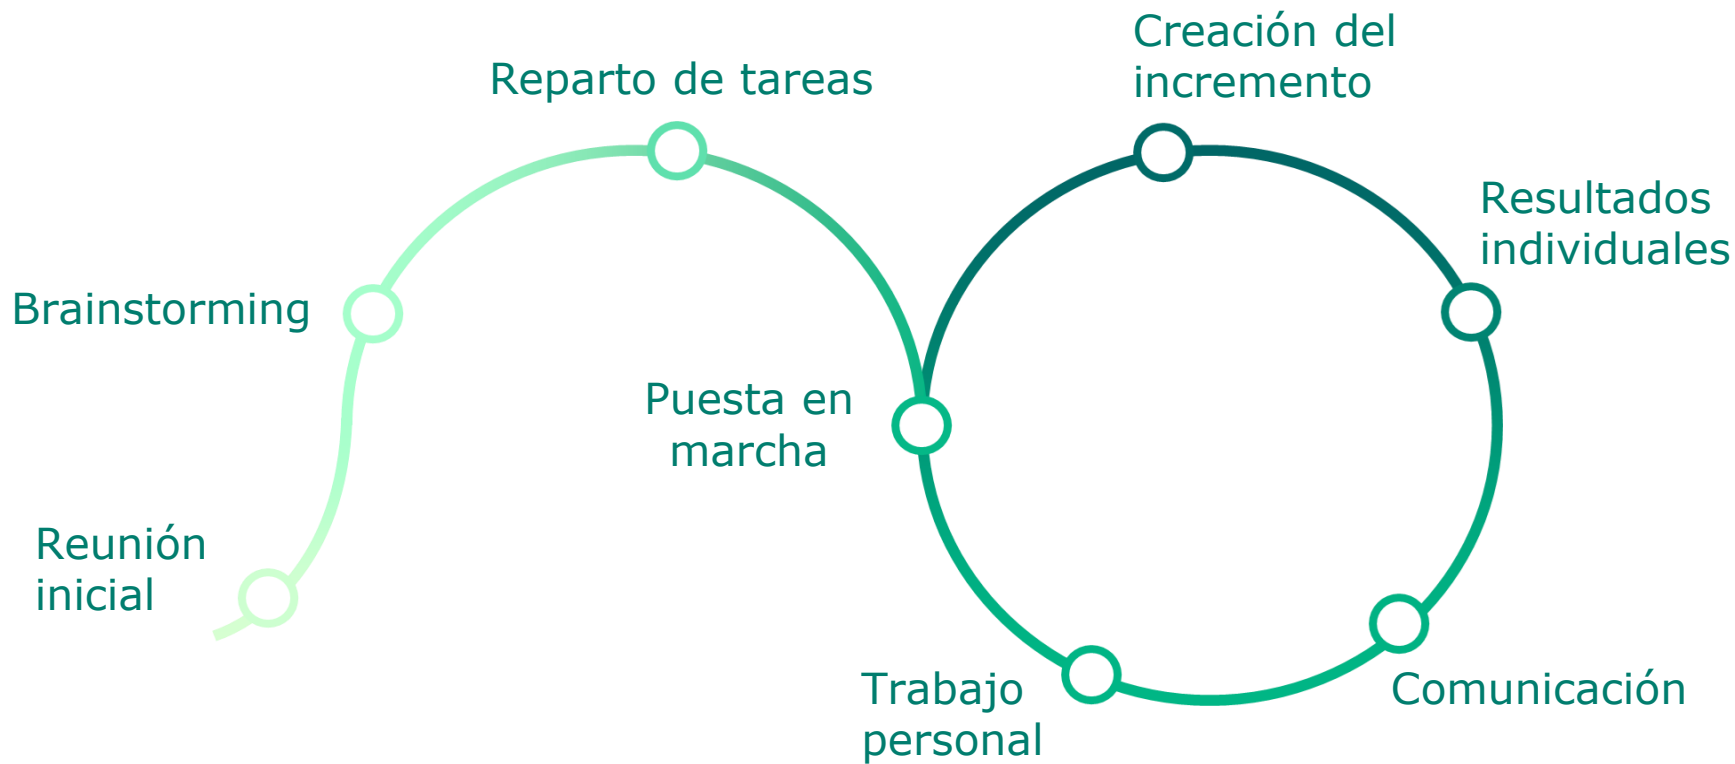 Creación del
incremento
Reparto de tareas
Resultados
individuales
Brainstorming
Puesta en
marcha
Reunión
inicial
Trabajo
personal
Comunicación